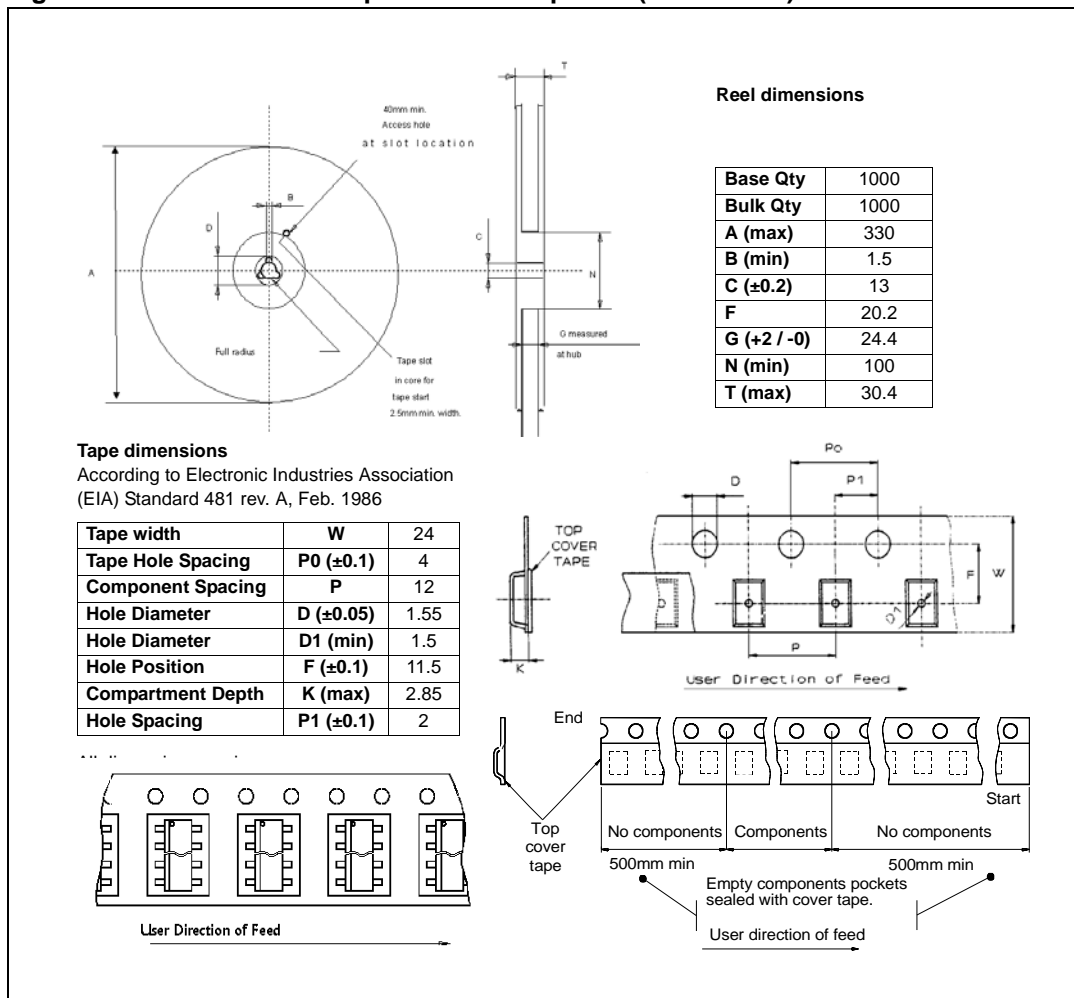 T
40mm min.
Access hole
at slot location
B
D
A
C
N
G measured
at hub
Full radius
Tape slot
in core for
tape start
2.5mm min. width.
Reel dimensions
Base Qty 1000
Bulk Qty 1000
A (max) 330
B (min) 1.5
C (±0.2) 13
F 20.2
G (+2 / -0) 24.4
N (min) 100
T (max) 30.4
Tape dimensions
According to Electronic Industries Association
(EIA) Standard 481 rev. A, Feb. 1986
Tape width W 24
Tape Hole Spacing P0 (±0.1) 4
Component Spacing P 12
Hole Diameter D (±0.05) 1.55
Hole Diameter D1 (min) 1.5
Hole Position F (±0.1) 11.5
Compartment Depth K (max) 2.85
Hole Spacing P1 (±0.1) 2
Po
D
P1
TOP
COVER
TAPE
F
W
D1
K
P
User Direction of Feed
End
Start
Top
cover
tape
No components
Components
No components
500mm min
500mm min
Empty components pockets
sealed with cover tape.
User direction of feed
User Direction of Feed